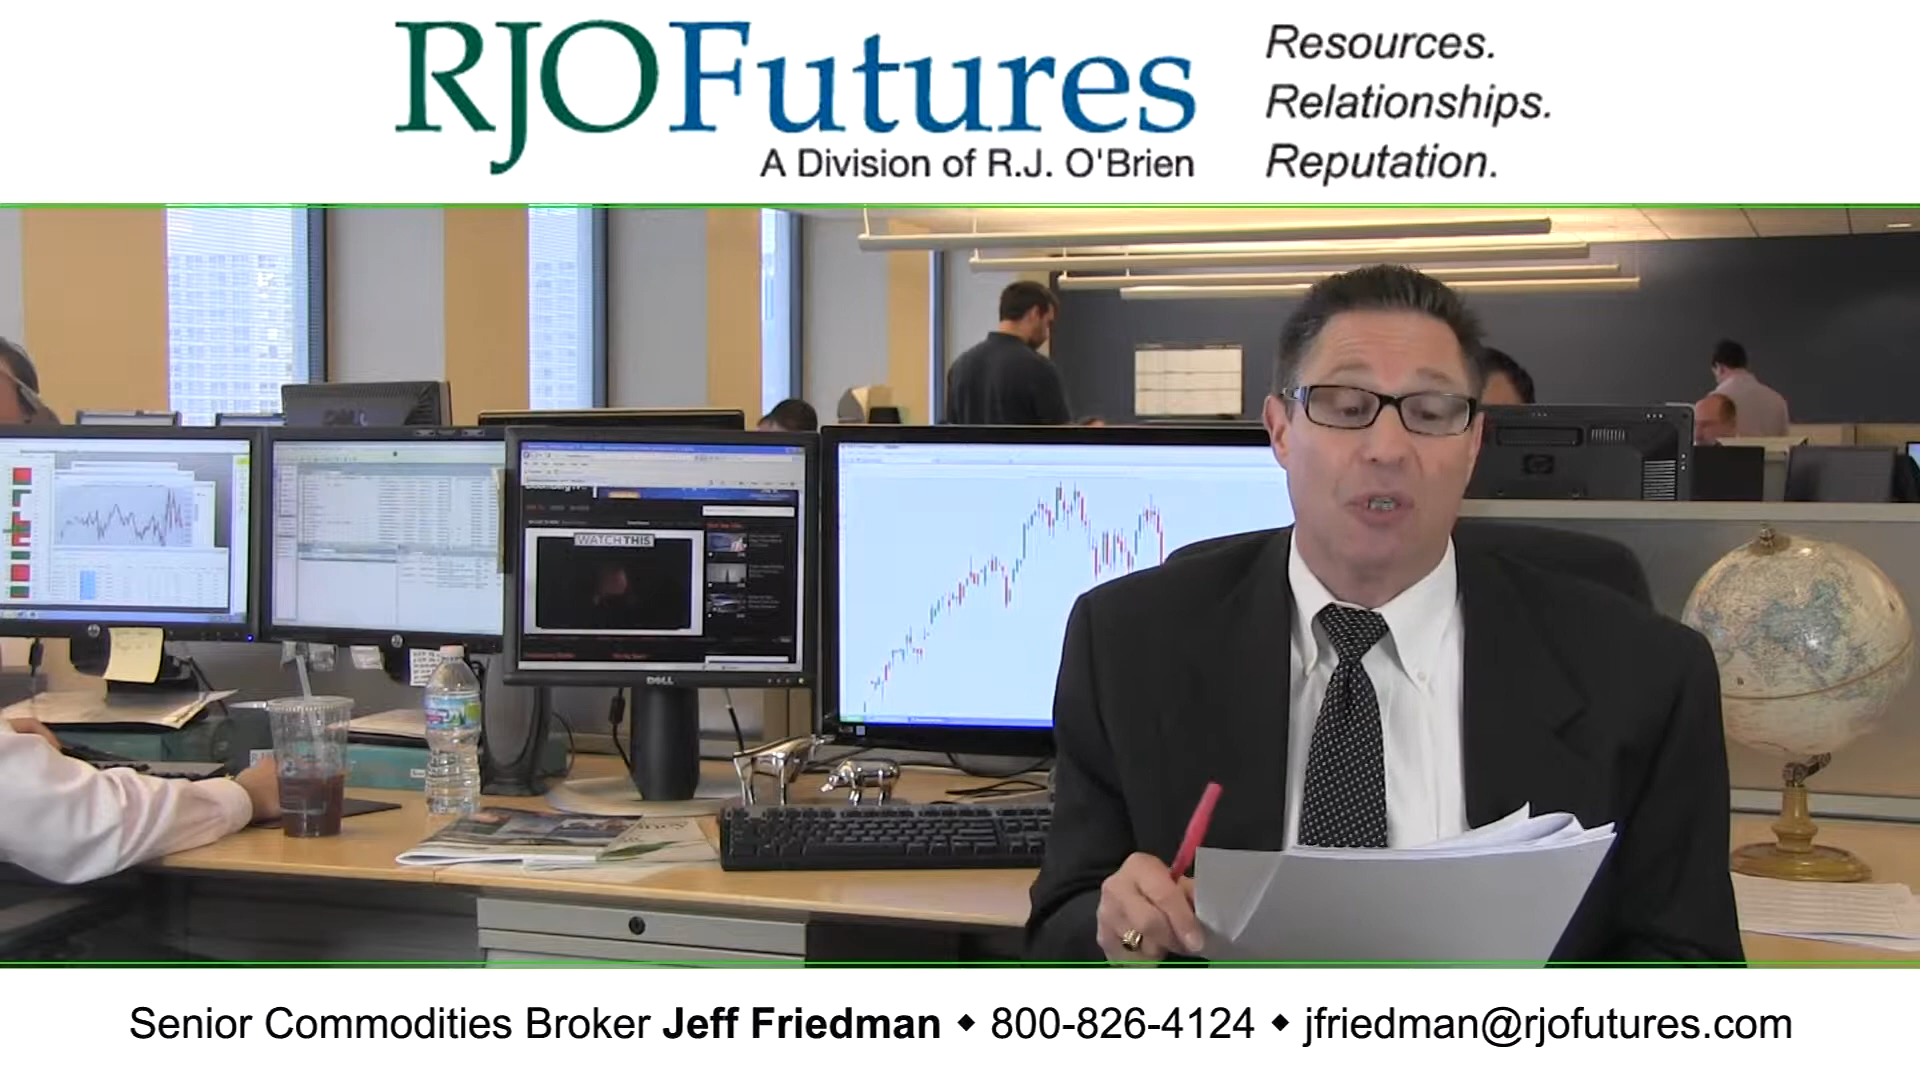 RJOFutures
A Division of R.J. O'Brien
Resources.
Relationships.
Reputation.
WATCH THIS
DELL
Senior Commodities Broker Jeff Friedman ◆ 800-826-4124 ◆ jfriedman@rjofutures.com